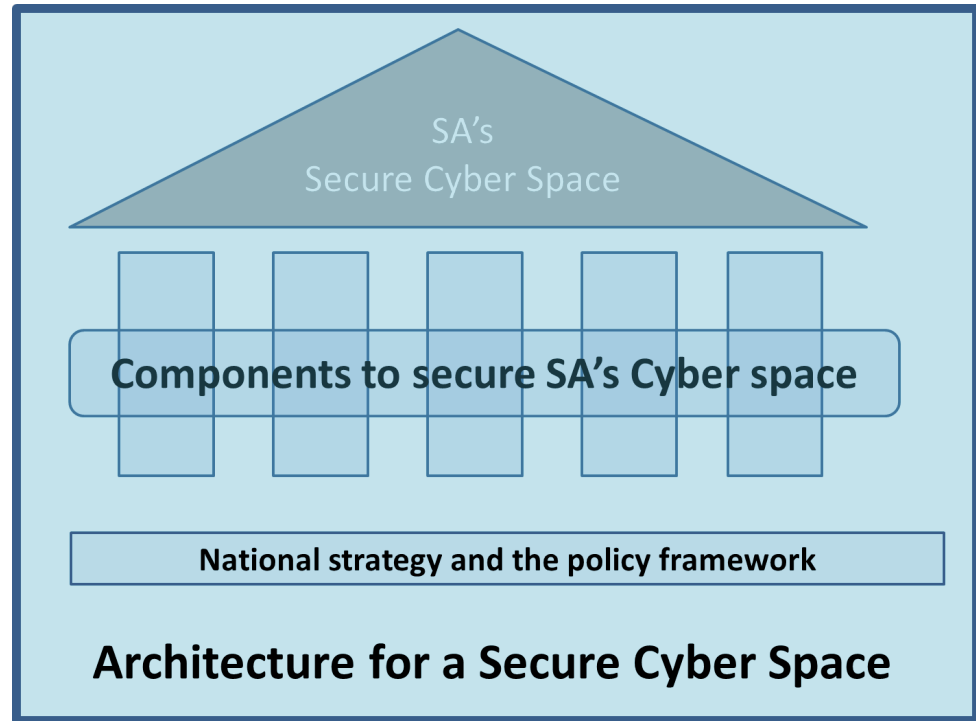 SA’s
Secure Cyber Space
Components to secure SA’s Cyber space
National strategy and the policy framework
Architecture for a Secure Cyber Space